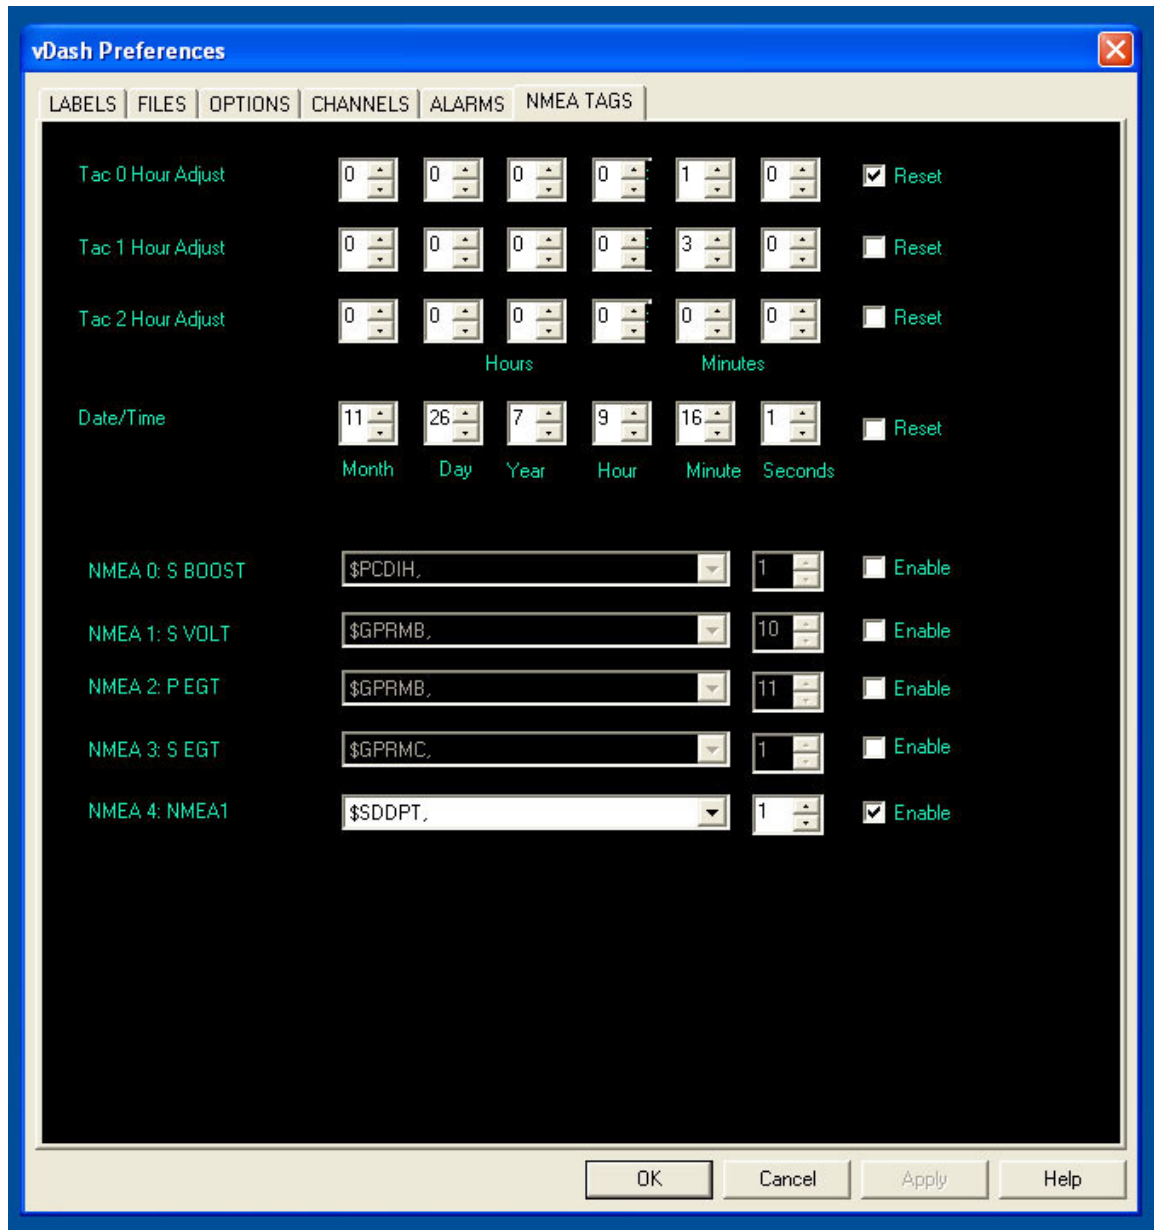 vDash Preferences
LABELS FILES OPTIONS CHANNELS ALARMS NMEA TAGS
Tac 0 Hour Adjust 0 0 0 0 : 1 0 Reset
Tac 1 Hour Adjust 0 0 0 0 : 3 0 Reset
Tac 2 Hour Adjust 0 0 0 0 : 0 0 Reset
Hours Minutes
Date/Time 11 26 7 9 16 1 Reset
Month Day Year Hour Minute Seconds
NMEA 0: S BOOST $PCDIH, 1 Enable
NMEA 1: S VOLT $GPRMB, 10 Enable
NMEA 2: P EGT $GPRMB, 11 Enable
NMEA 3: S EGT $GPRMC, 1 Enable
NMEA 4: NMEA1 $SDDPT, 1 Enable
OK Cancel Apply Help